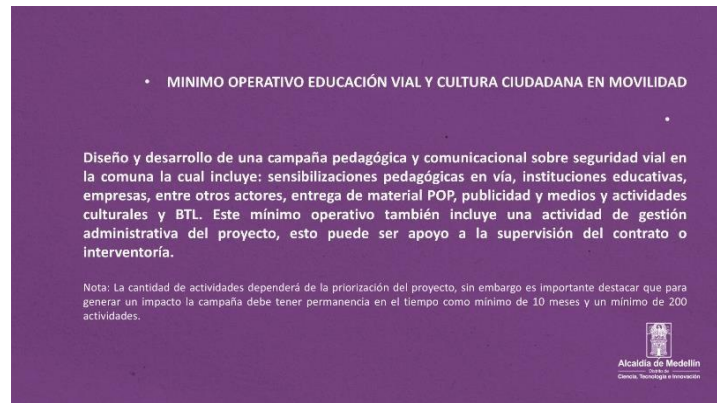 • MINIMO OPERATIVO EDUCACIÓN VIAL Y CULTURA CIUDADANA EN MOVILIDAD
•
Diseño y desarrollo de una campaña pedagógica y comunicacional sobre seguridad vial en
la comuna la cual incluye: sensibilizaciones pedagógicas en vía, instituciones educativas,
empresas, entre otros actores, entrega de material POP, publicidad y medios y actividades
culturales y BTL. Este mínimo operativo también incluye una actividad de gestión
administrativa del proyecto, esto puede ser apoyo a la supervisión del contrato o
interventoría.
Nota: La cantidad de actividades dependerá de la priorización del proyecto, sin embargo es importante destacar que para
generar un impacto la campaña debe tener permanencia en el tiempo como mínimo de 10 meses y un mínimo de 200
actividades.
Alcaldía de Medellín
Distrito de
Ciencia, Tecnología e Innovación